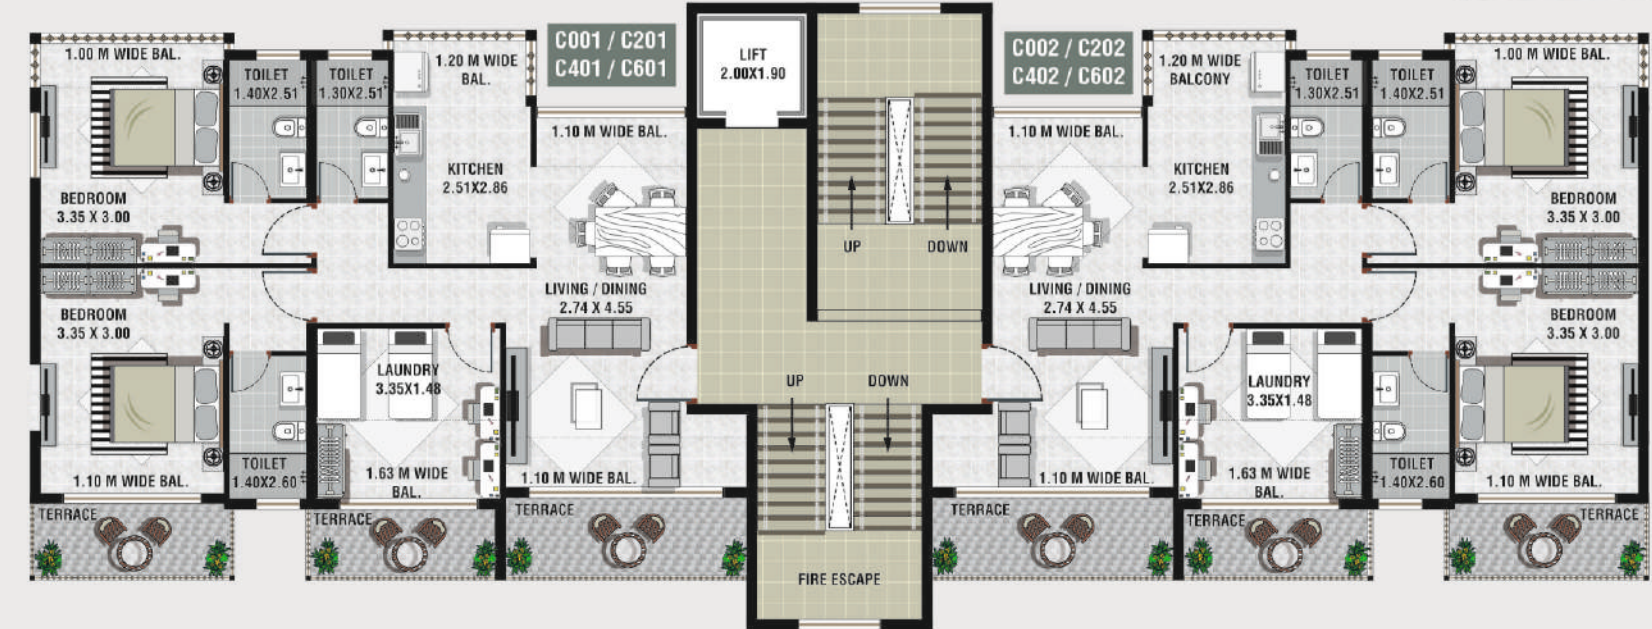 1.00 M WIDE BAL.
TOILET
1.40X2.51
TOILET
1.30X2.51
1.20 M WIDE
BAL.
C001 / C201
C401 / C601
LIFT
2.00X1.90
C002 / C202
C402 / C602
1.20 M WIDE
BALCONY
TOILET
1.30X2.51
TOILET
1.40X2.51
1.00 M WIDE BAL.
1.10 M WIDE BAL.
1.10 M WIDE BAL.
KITCHEN
2.51X2.86
KITCHEN
2.51X2.86
BEDROOM
3.35 X 3.00
BEDROOM
3.35 X 3.00
UP
DOWN
LIVING / DINING
2.74 X 4.55
LIVING / DINING
2.74 X 4.55
BEDROOM
3.35 X 3.00
BEDROOM
3.35 X 3.00
LAUNDRY
3.35X1.48
UP
DOWN
LAUNDRY
3.35X1.48
TOILET
1.40X2.60
1.10 M WIDE BAL.
1.63 M WIDE
BAL.
1.10 M WIDE BAL.
1.10 M WIDE BAL.
1.63 M WIDE
BAL.
TOILET
1.40X2.60
1.10 M WIDE BAL.
TERRACE
TERRACE
TERRACE
TERRACE
TERRACE
TERRACE
FIRE ESCAPE